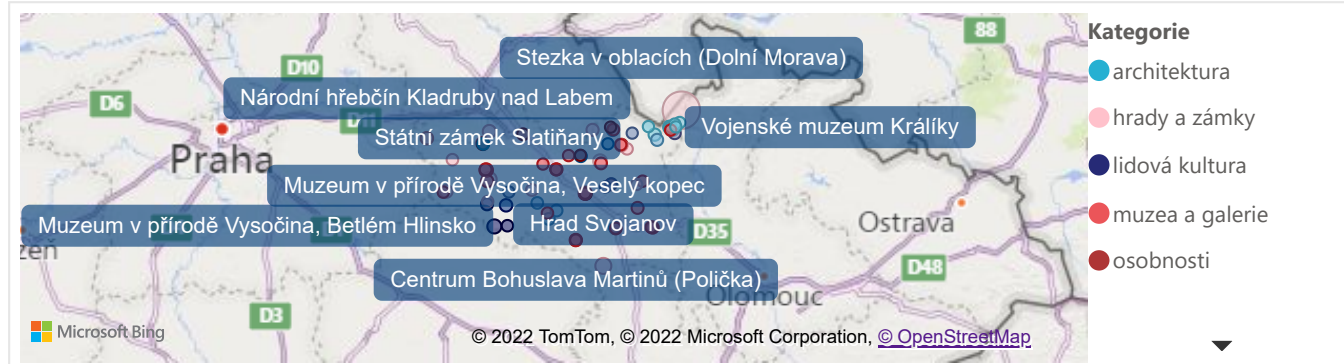 88
Kategorie
Stezka v oblacích (Dolní Morava)
D10
architektura
Národní hřebčín Kladruby nad Labem
D6
hrady a zámky
Státní zámek Slatiňany
Vojenské muzeum Králíky
Praha
lidová kultura
Muzeum v přírodě Vysočina, Veselý kopec
muzea a galerie
Muzeum v přírodě Vysočina, Betlém Hlinsko
Hrad Svojanov
D35
Ostrava
zeň
osobnosti
Centrum Bohuslava Martinů (Polička)
D48
Olomouc
D3
Microsoft Bing
© 2022 TomTom, © 2022 Microsoft Corporation, © OpenStreetMap